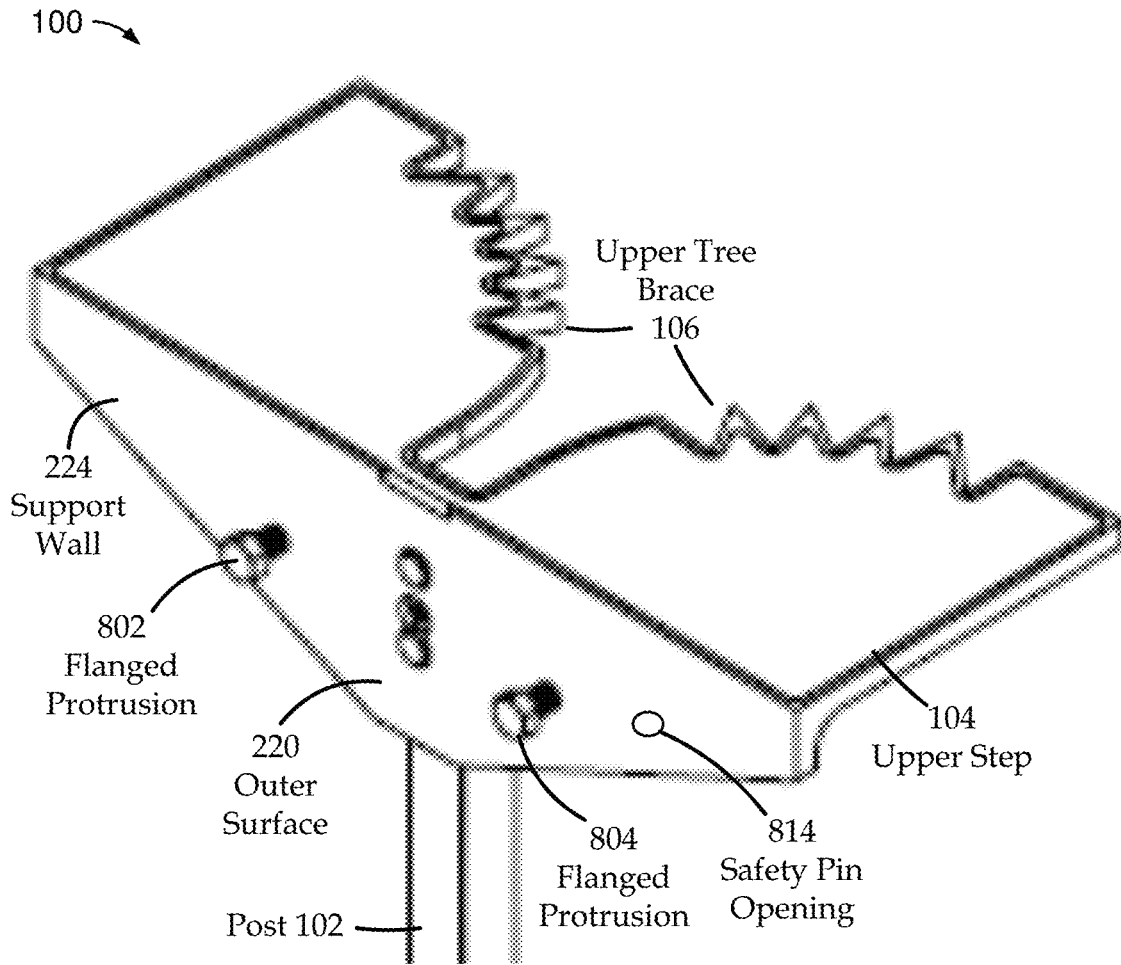 100
Upper Tree
Brace
106
224
Support
Wall
802
Flanged
Protrusion
220
Outer
Surface
104
Upper Step
804
Flanged
Protrusion
814
Safety Pin
Opening
Post 102